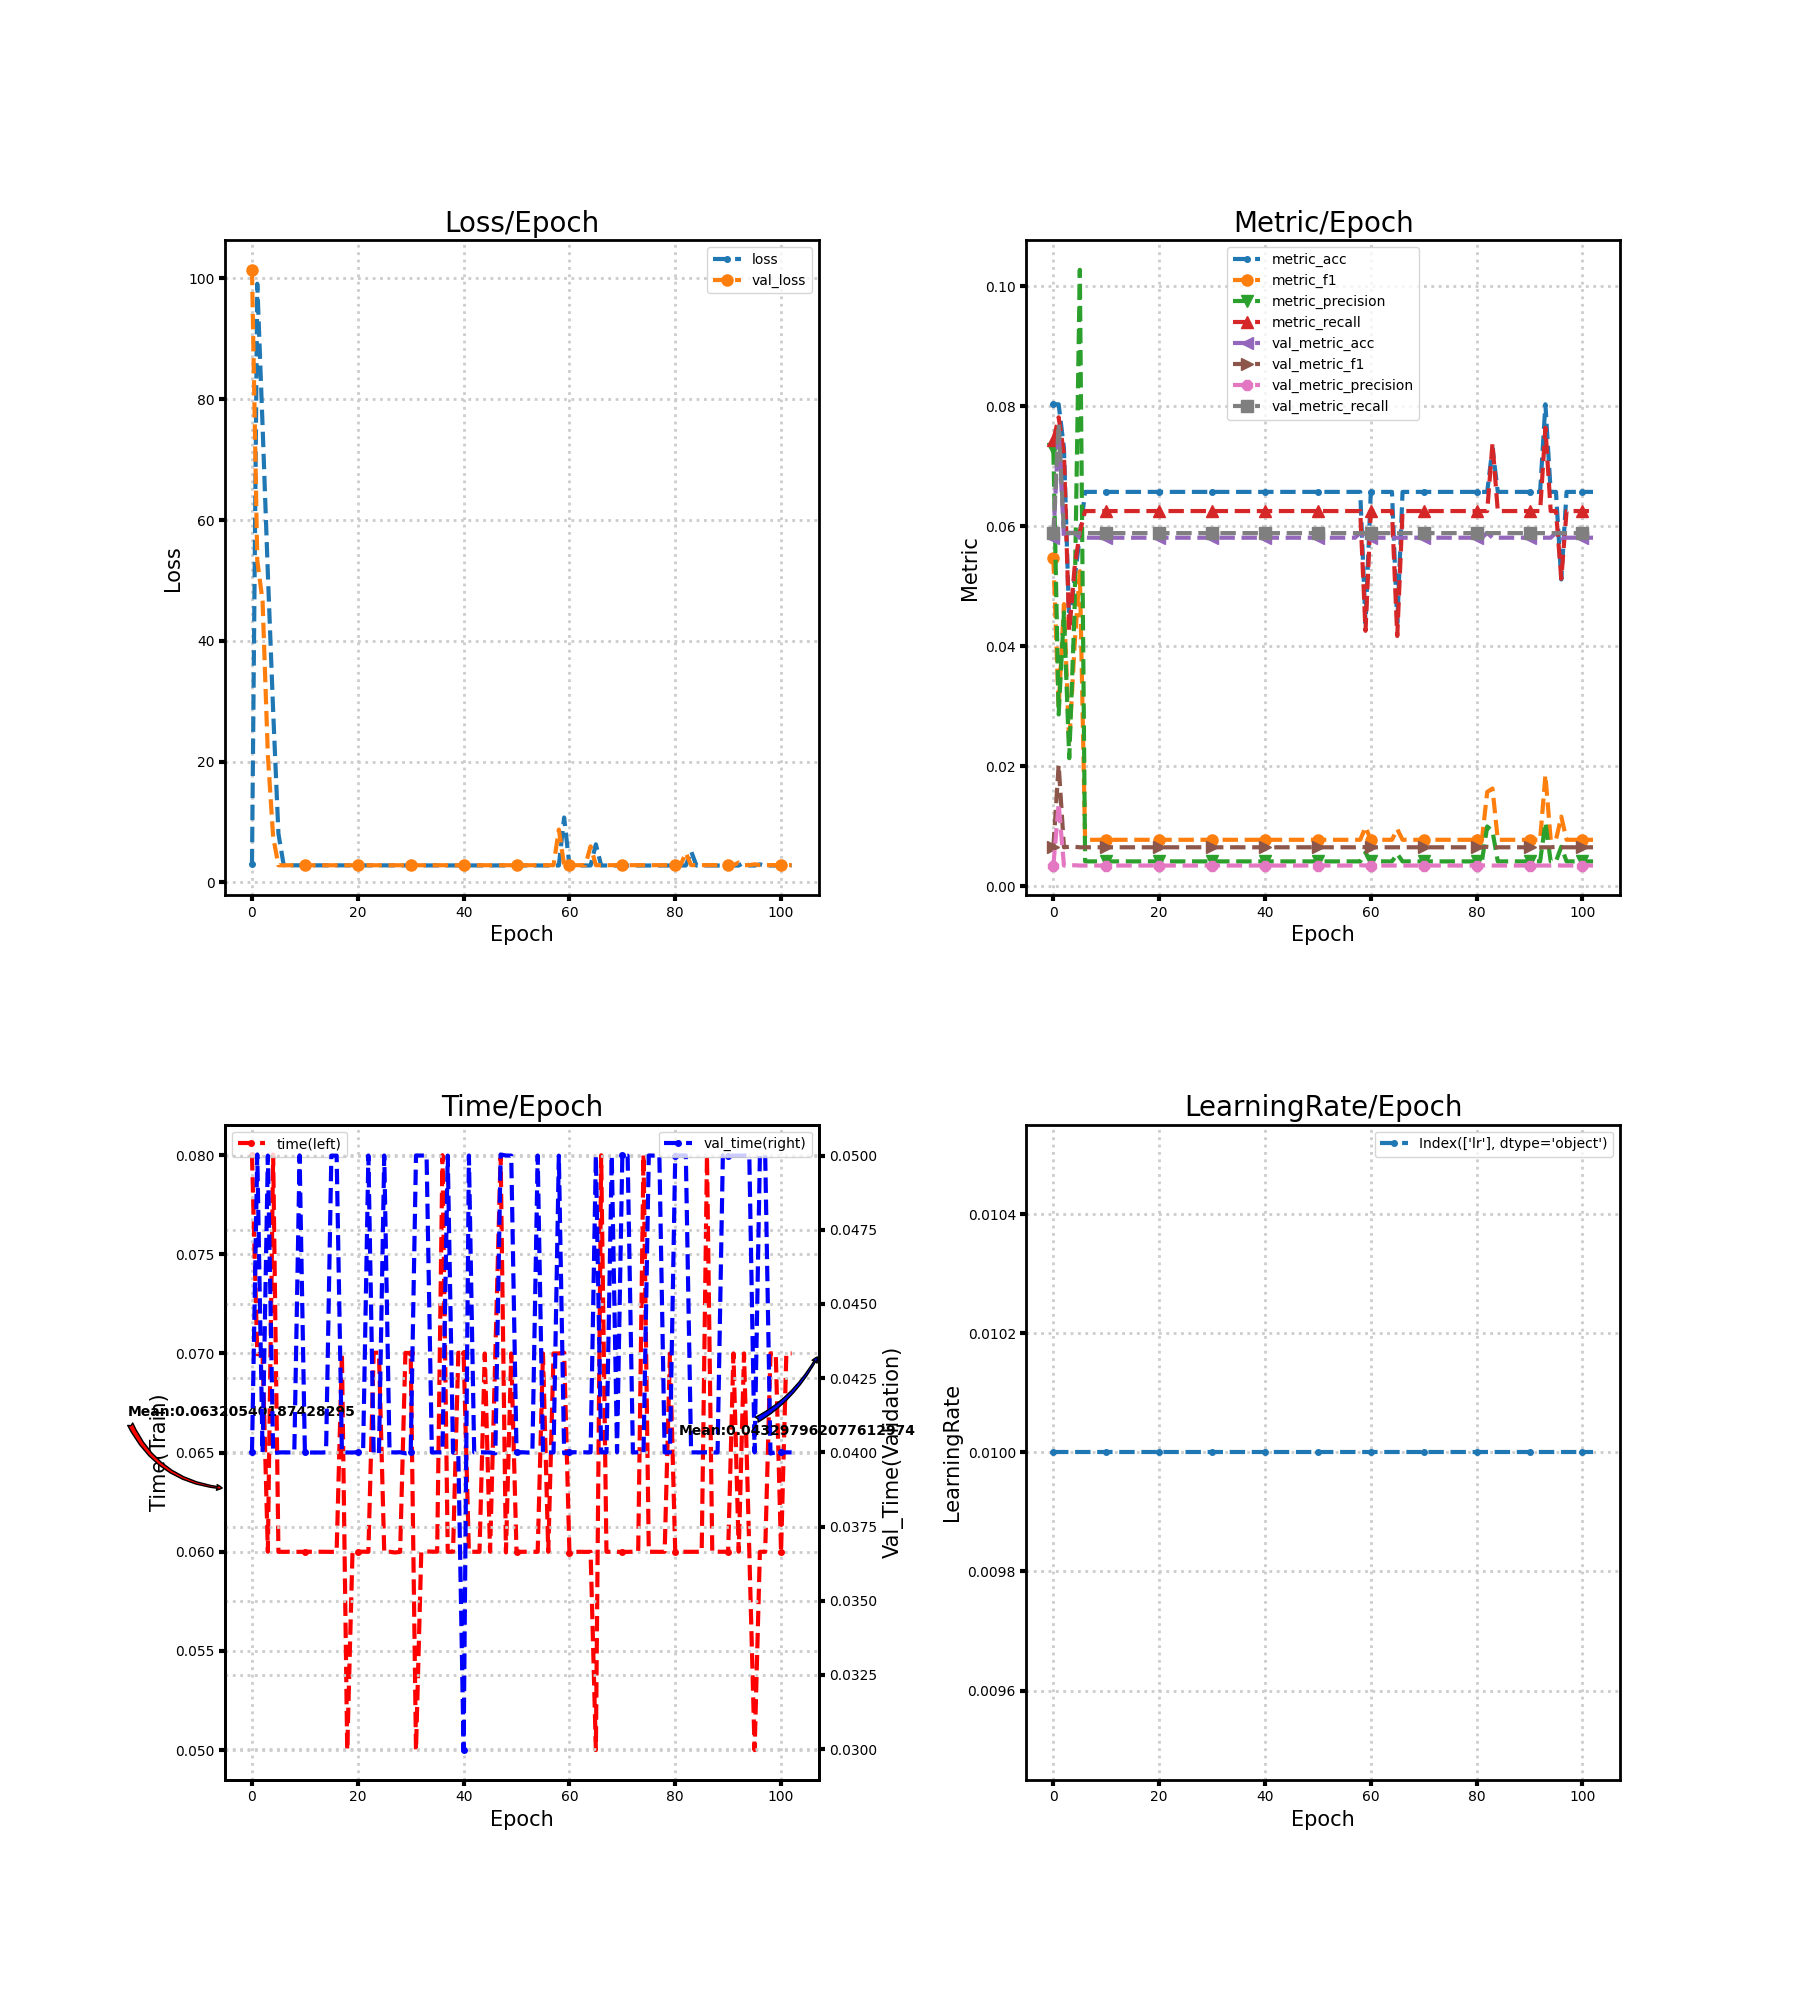 Loss/Epoch
loss
val_loss
100
80
60
40
20
0
Loss
0 20 40 60 80 100
Epoch
Metric/Epoch
metric_acc
metric_f1
metric_precision
metric_recall
val_metric_acc
val_metric_f1
val_metric_precision
val_metric_recall
0.10
0.08
0.06
0.04
0.02
0.00
Metric
0 20 40 60 80 100
Epoch
Time/Epoch
time(left)
val_time(right)
0.080
0.075
0.070
0.065
0.060
0.055
0.050
Time(Train)
0.0500
0.0475
0.0450
0.0425
0.0400
0.0375
0.0350
0.0325
0.0300
Val_Time(Validation)
0 20 40 60 80 100
Epoch
LearningRate/Epoch
Index(['lr'], dtype='object')
0.0104
0.0102
0.0100
0.0098
0.0096
LearningRate
0 20 40 60 80 100
Epoch